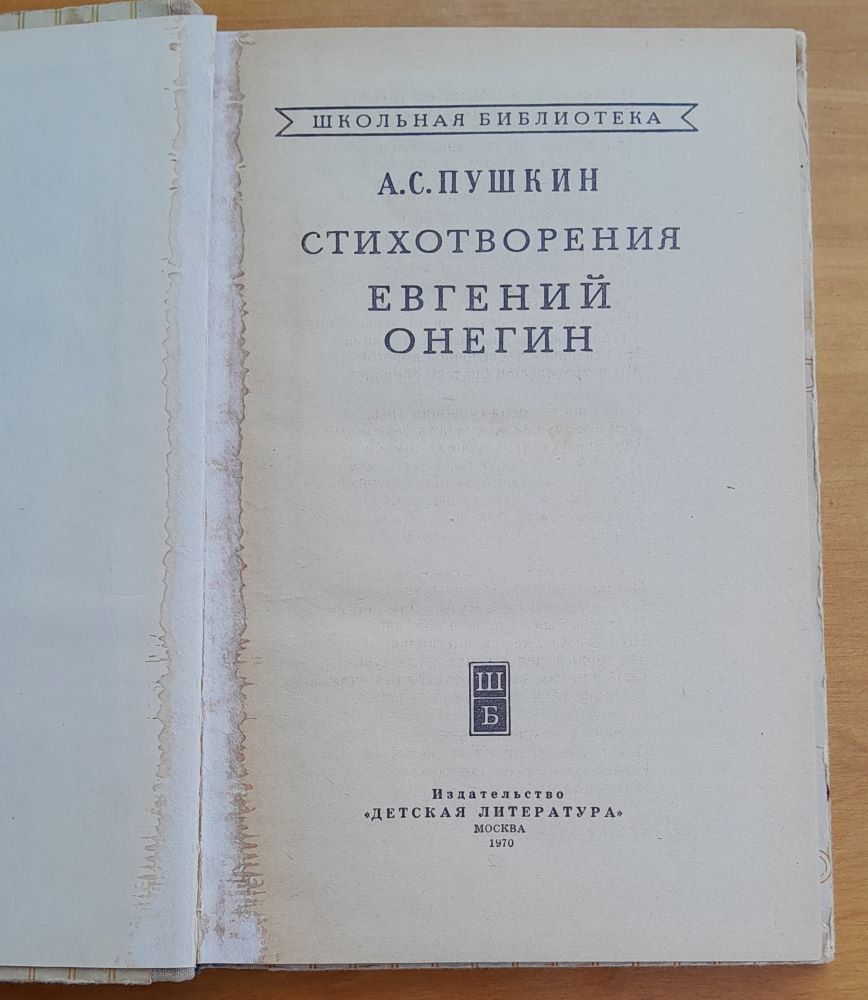 ШКОЛЬНАЯ БИБЛИОТЕКА
А.С.ПУШКИН
СТИХОТВОРЕНИЯ
ЕВГЕНИЙ
ОНЕГИН
Ш
Б
Издательство
«ДЕТСКАЯ ЛИТЕРАТУРА»
МОСКВА
1970